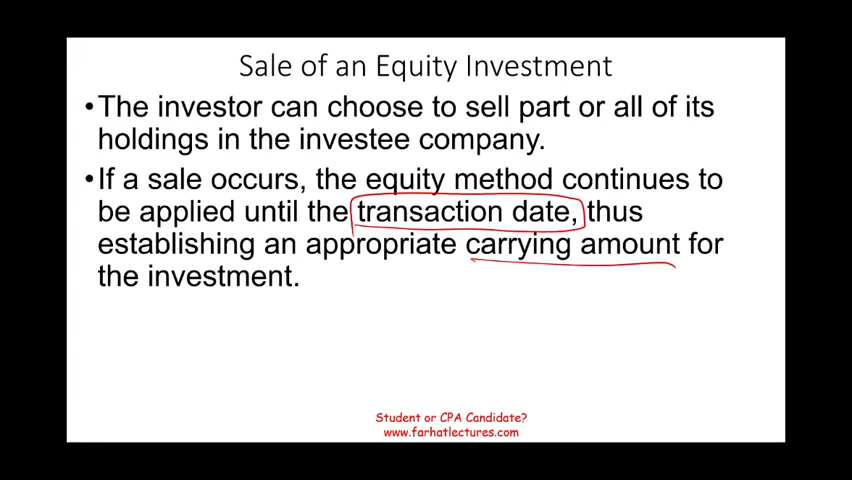 Sale of an Equity Investment
•The investor can choose to sell part or all of its
holdings in the investee company.
•If a sale occurs, the equity method continues to
be applied until the transaction date, thus
establishing an appropriate carrying amount for
the investment.
Student or CPA Candidate?
www.farhatlectures.com